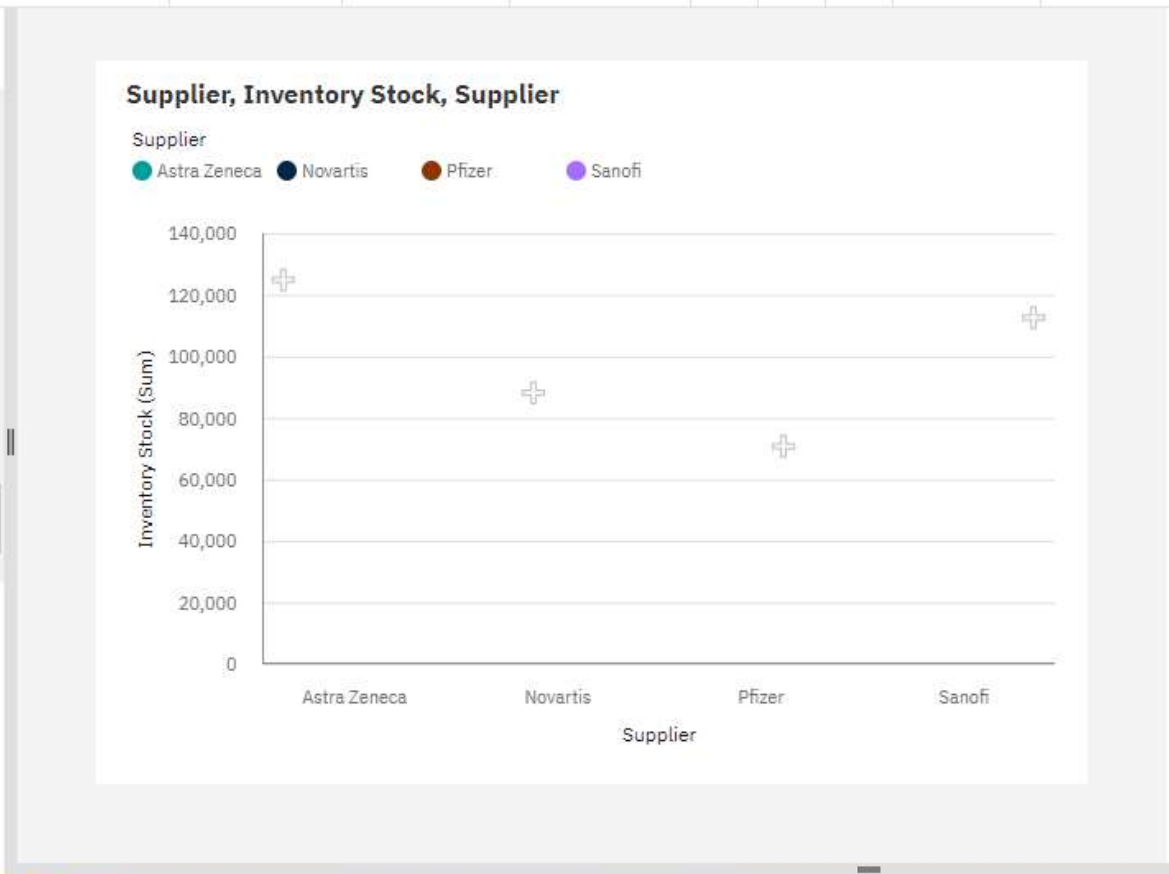 Supplier, Inventory Stock, Supplier
Supplier
Astra Zeneca Novartis Pfizer Sanofi
140,000
120,000
100,000
80,000
60,000
40,000
20,000
0
Inventory Stock (Sum)
Astra Zeneca Novartis Pfizer Sanofi
Supplier